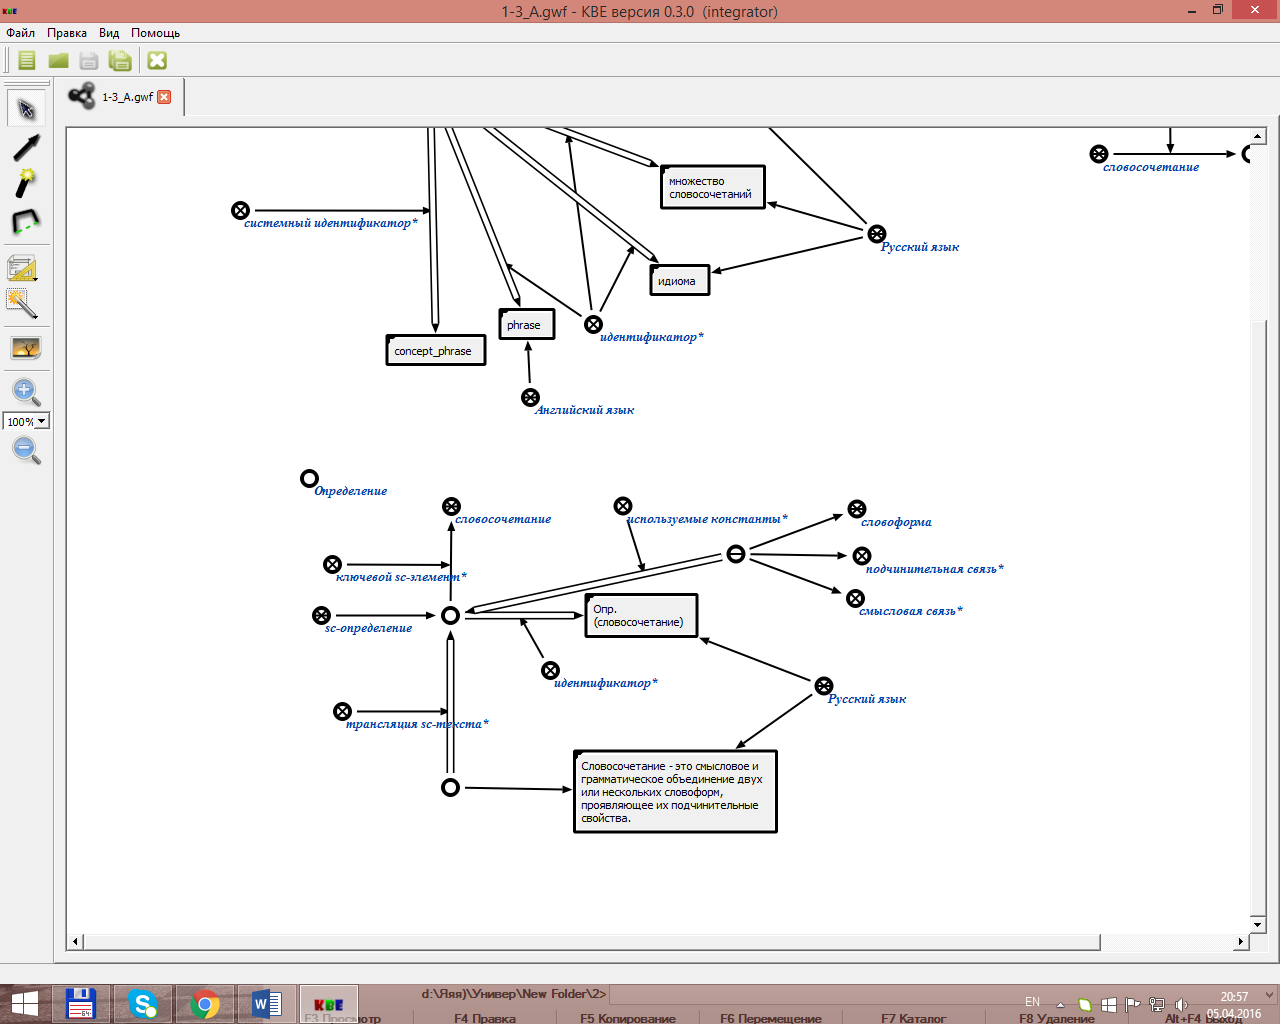 KBE
1-3_A.gwf - KBE версия 0.3.0 (integrator)
Файл Правка Вид Помощь
1-3_A.gwf
множество
словосочетаний
словосочетание
системный идентификатор*
Русский язык
идиома
phrase
идентификатор*
concept_phrase
Английский язык
100%
Определение
словосочетание
используемые константы*
словоформа
ключевой sc-элемент*
подчинительная связь*
смысловая связь*
Опр.
(словосочетание)
sc-определение
идентификатор*
Русский язык
трансляция sc-текста*
Словосочетание - это смысловое и
грамматическое объединение двух
или нескольких словоформ,
проявляющее их подчинительные
свойства.
d:\Яяя)\Универ\New Folder\2>
64
KBE
EN
20:57
05.04.2016
F3 Просмотр F4 Правка F5 Копирование F6 Перемещение F7 Каталог F8 Удаление Alt+F4 Выход